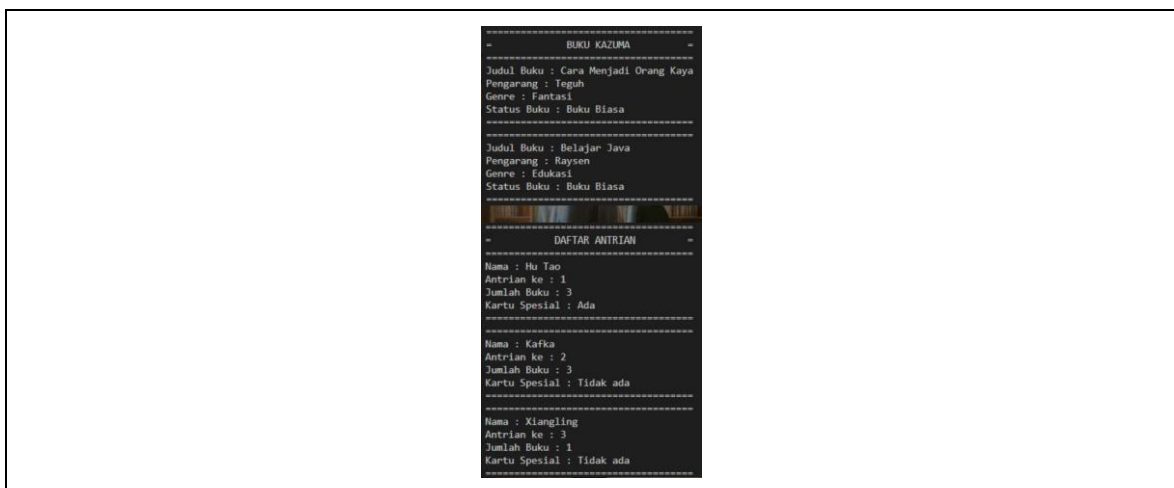 =====================================
=             BUKU KAZUMA           =
=====================================
Judul Buku : Cara Menjadi Orang Kaya
Pengarang : Teguh
Genre : Fantasi
Status Buku : Buku Biasa
=====================================
=====================================
Judul Buku : Belajar Java
Pengarang : Raysen
Genre : Edukasi
Status Buku : Buku Biasa
=====================================
=====================================
=           DAFTAR ANTRIAN          =
=====================================
Nama : Hu Tao
Antrian ke : 1
Jumlah Buku : 3
Kartu Spesial : Ada
=====================================
=====================================
Nama : Kafka
Antrian ke : 2
Jumlah Buku : 3
Kartu Spesial : Tidak ada
=====================================
=====================================
Nama : Xiangling
Antrian ke : 3
Jumlah Buku : 1
Kartu Spesial : Tidak ada
=====================================